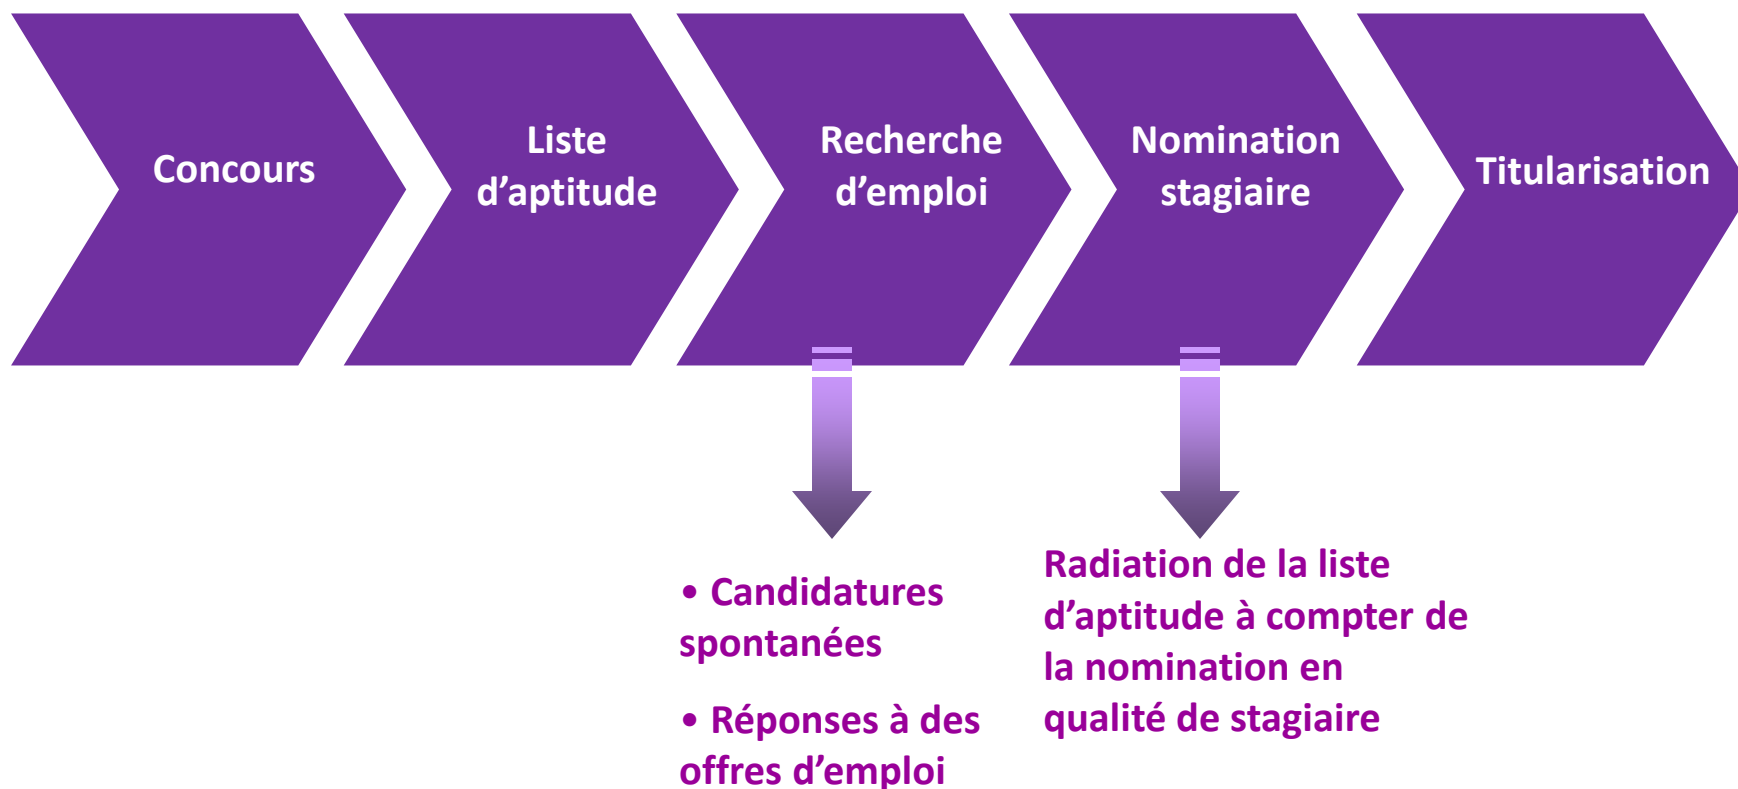 Concours
Liste
d’aptitude
Recherche
d’emploi
Nomination
stagiaire
Titularisation
• Candidatures
spontanées
• Réponses à des
offres d’emploi
Radiation de la liste
d’aptitude à compter de
la nomination en
qualité de stagiaire